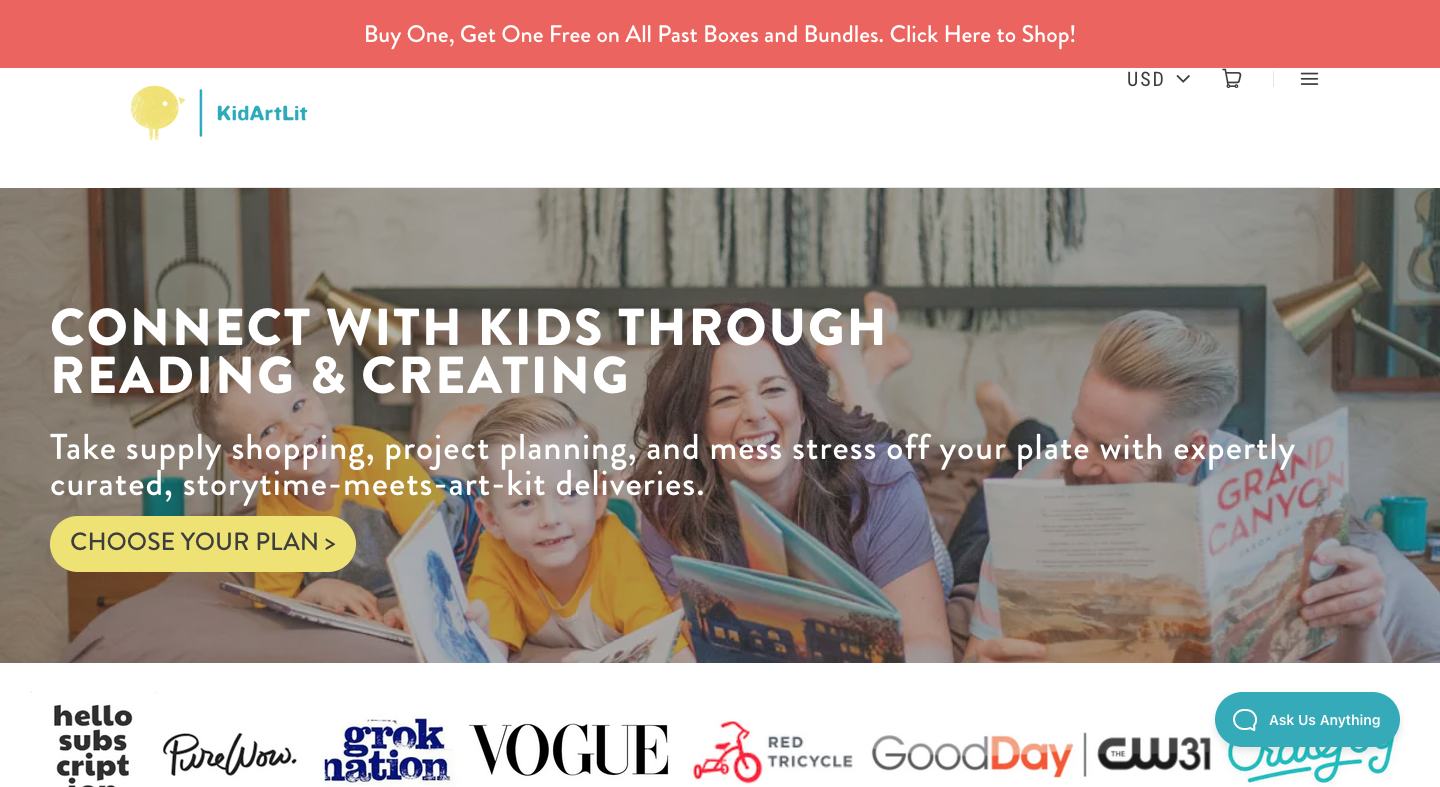 Buy One, Get One Free on All Past Boxes and Bundles. Click Here to Shop!
USD
KidArtLit
CONNECT WITH KIDS THROUGH
READING & CREATING
Take supply shopping, project planning, and mess stress off your plate with expertly
curated, storytime-meets-art-kit deliveries.
CHOOSE YOUR PLAN >
GRAND
CANYON
JASON CHIN
hello
subs
cript
ion
PureWow.
grok
nation
VOGUE
RED
TRICYCLE
GoodDay
THE CW31
Ask Us Anything